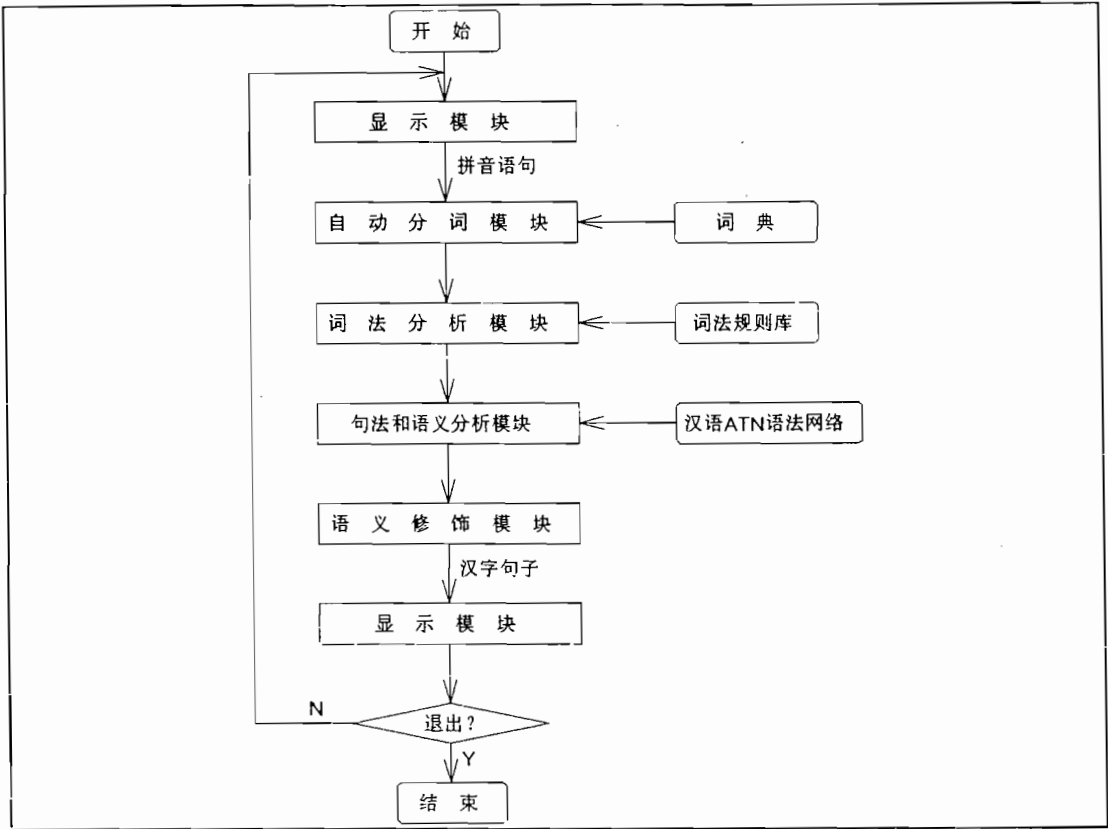 开始
显示模块
拼音语句
自动分词模块
词典
词法分析模块
词法规则库
句法和语义分析模块
汉语ATN语法网络
语义修饰模块
汉字句子
显示模块
N
退出?
Y
结束